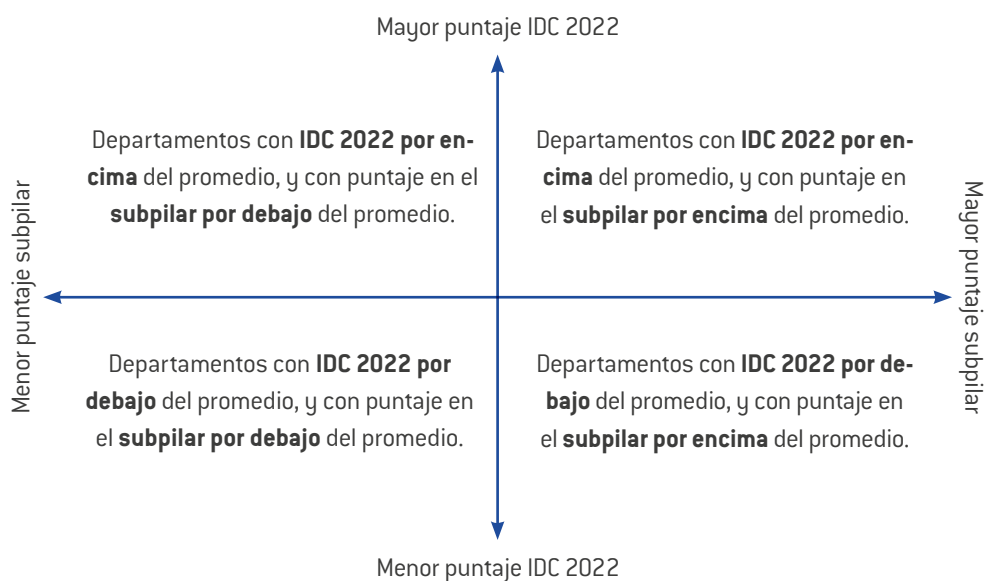 Mayor puntaje IDC 2022
Departamentos con IDC 2022 por en-
cima del promedio, y con puntaje en el
subpilar por debajo del promedio.
Departamentos con IDC 2022 por en-
cima del promedio, y con puntaje en
el subpilar por encima del promedio.
Menor puntaje subpilar
Mayor puntaje subpilar
Departamentos con IDC 2022 por
debajo del promedio, y con puntaje en
el subpilar por debajo del promedio.
Departamentos con IDC 2022 por de-
bajo del promedio, y con puntaje en
el subpilar por encima del promedio.
Menor puntaje IDC 2022